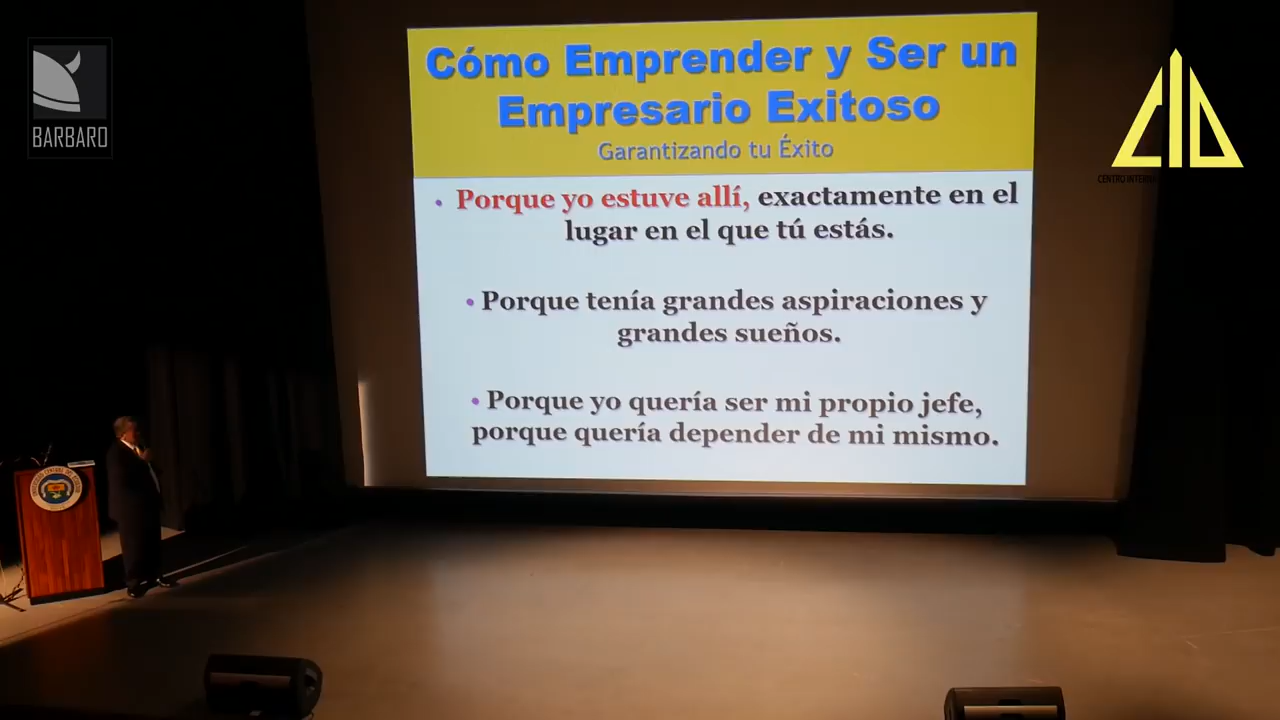 BARBARO
Cómo Emprender y Ser un
Empresario Exitoso
Garantizando tu Éxito
• Porque yo estuve allí, exactamente en el
lugar en el que tú estás.
• Porque tenía grandes aspiraciones y
grandes sueños.
• Porque yo quería ser mi propio jefe,
porque quería depender de mi mismo.
CID
CENTRO